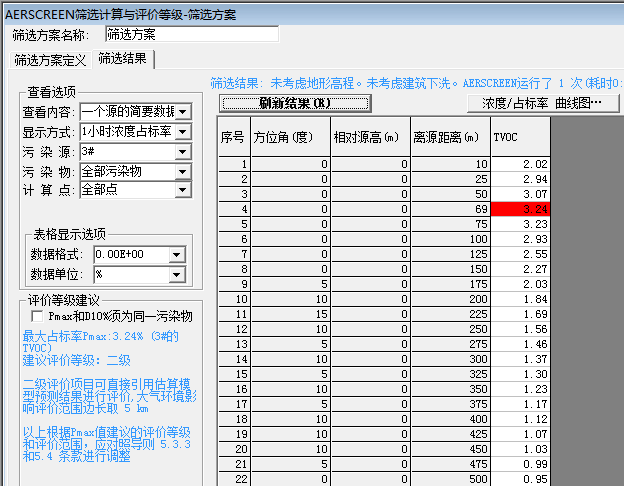 AERSCREEN筛选计算与评价等级-筛选方案
筛选方案名称: 筛选方案
筛选方案定义 筛选结果
查看选项
查看内容: 一个源的简要数据
显示方式: 1小时浓度占标率
污 染 源: 3#
污 染 物: 全部污染物
计 算 点: 全部点
表格显示选项
数据格式: 0.00E+00
数据单位: %
评价等级建议
Pmax和D10%须为同一污染物
最大占标率Pmax:3.24% (3#的
TVOC)
建议评价等级: 二级
二级评价项目可直接引用估算模
型预测结果进行评价,大气环境影
响评价范围边长取 5 km
以上根据Pmax值建议的评价等级
和评价范围，应对照导则 5.3.3
和5.4 条款进行调整
筛选结果: 未考虑地形高程。未考虑建筑下洗。AERSCREEN运行了 1 次(耗时0:
刷新结果(R) 浓度/占标率 曲线图…
序号 方位角(度) 相对源高(m) 离源距离(m) TVOC
1 0 0 10 2.02
2 0 0 25 2.94
3 0 0 50 3.07
4 0 0 69 3.24
5 0 0 75 3.23
6 0 0 100 2.93
7 0 0 125 2.55
8 0 0 150 2.27
9 5 0 175 2.03
10 10 0 200 1.84
11 15 0 225 1.69
12 10 0 250 1.56
13 5 0 275 1.46
14 10 0 300 1.37
15 5 0 325 1.30
16 10 0 350 1.23
17 5 0 375 1.17
18 10 0 400 1.12
19 10 0 425 1.07
20 10 0 450 1.03
21 5 0 475 0.99
22 10 0 500 0.95